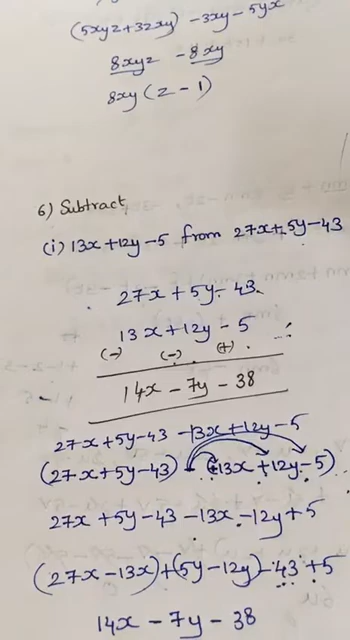 (5xyz+3zxy) -3xy-5yx
8xyz -8xy
8xy(z-1)
6) Subtract
(i) 13x+12y-5 from 27x+5y-43
27x+5y-43
13x+12y-5
(-) (-) (+)
14x-7y-38
27x+5y-43 -13x+12y-5
(27x+5y-43) - (+13x+12y-5)
27x+5y-43-13x-12y+5
(27x-13x)+(5y-12y)-43+5
14x-7y-38